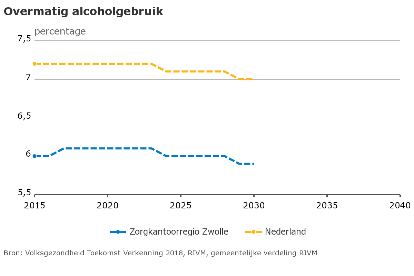 Overmatig alcoholgebruik
percentage
7,5
7
6,5
6
5,5
2015 2020 2025 2030 2035 2040
Zorgkantoorregio Zwolle Nederland
Bron: Volksgezondheid Toekomst Verkenning 2018, RIVM, gemeentelijke verdeling RIVM